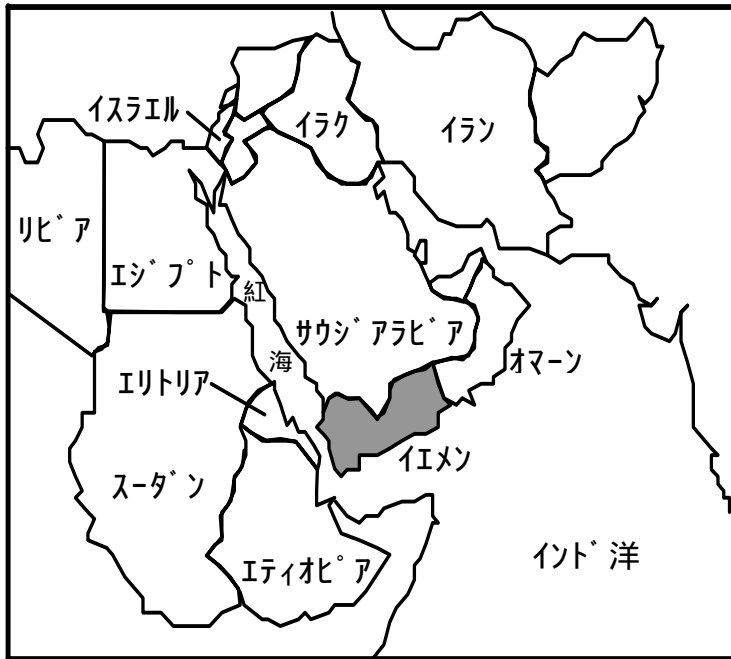 イスラエル
イラク
イラン
リビア
エジプト
紅
海
サウジアラビア
オマーン
エリトリア
イエメン
スーダン
エティオピア
インド洋